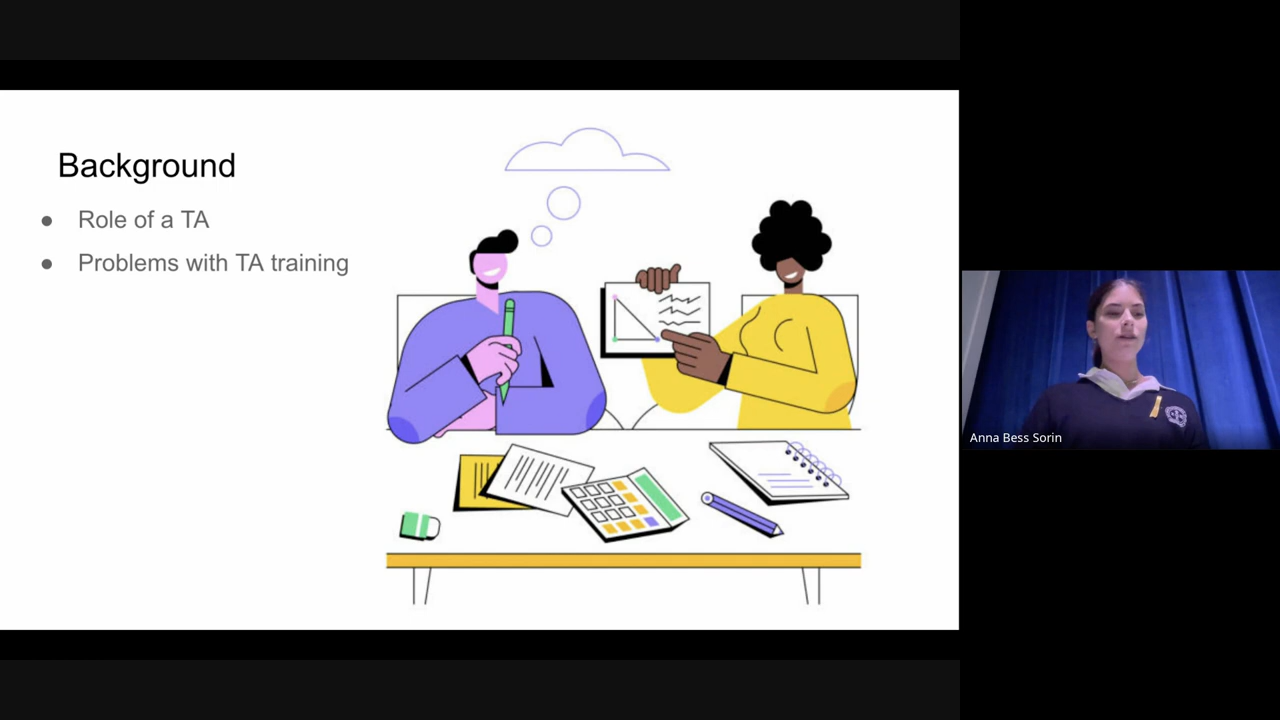 Background
● Role of a TA
● Problems with TA training
Anna Bess Sorin